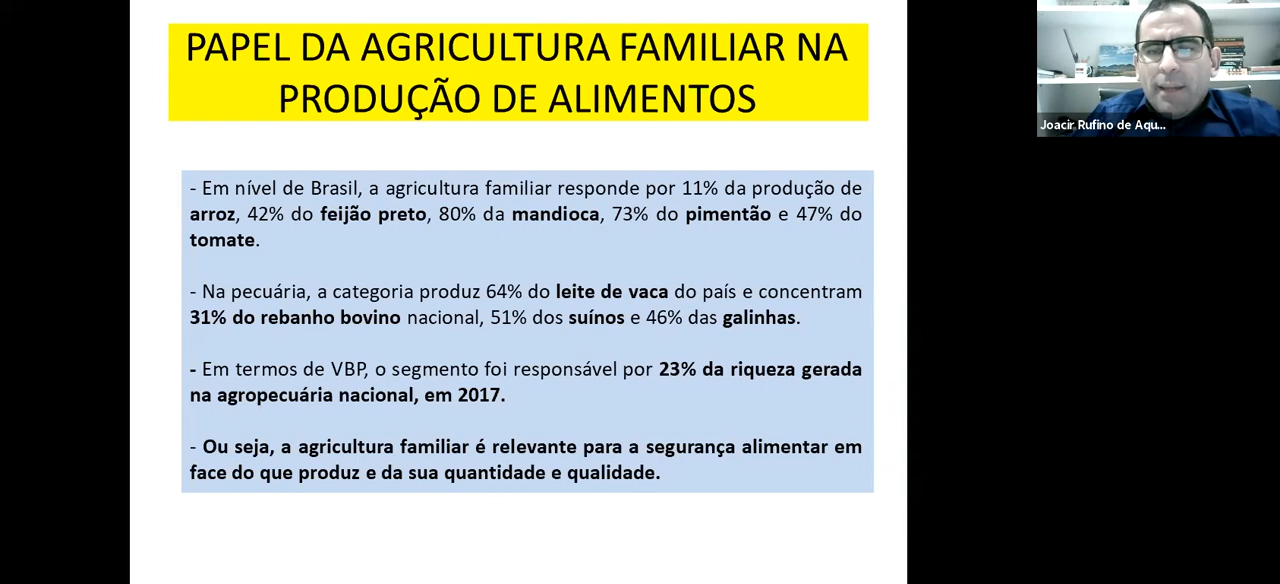 PAPEL DA AGRICULTURA FAMILIAR NA
PRODUÇÃO DE ALIMENTOS
Joacir Rufino de Aqu...
- Em nível de Brasil, a agricultura familiar responde por 11% da produção de
arroz, 42% do feijão preto, 80% da mandioca, 73% do pimentão e 47% do
tomate.
- Na pecuária, a categoria produz 64% do leite de vaca do país e concentram
31% do rebanho bovino nacional, 51% dos suínos e 46% das galinhas.
- Em termos de VBP, o segmento foi responsável por 23% da riqueza gerada
na agropecuária nacional, em 2017.
- Ou seja, a agricultura familiar é relevante para a segurança alimentar em
face do que produz e da sua quantidade e qualidade.